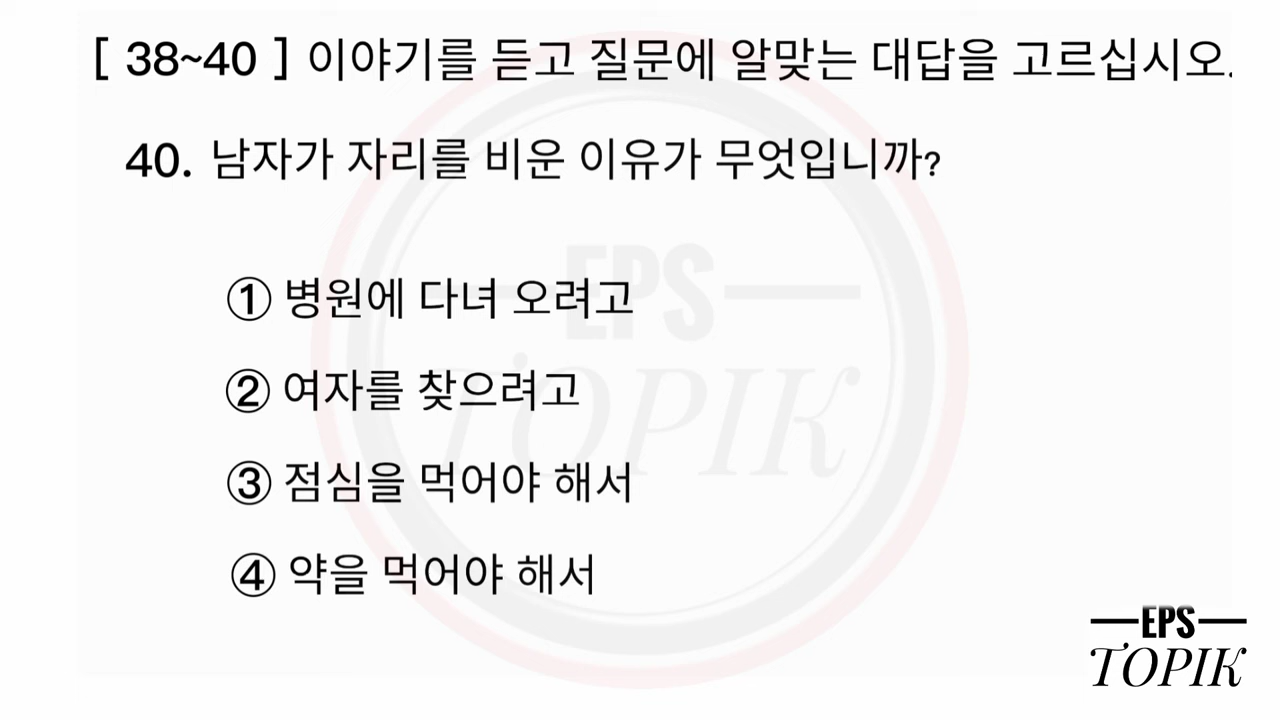 [ 38~40 ] 이야기를 듣고 질문에 알맞는 대답을 고르십시오.
40. 남자가 자리를 비운 이유가 무엇입니까?
① 병원에 다녀 오려고
② 여자를 찾으려고
③ 점심을 먹어야 해서
④ 약을 먹어야 해서
EPS
TOPIK
EPS
TOPIK